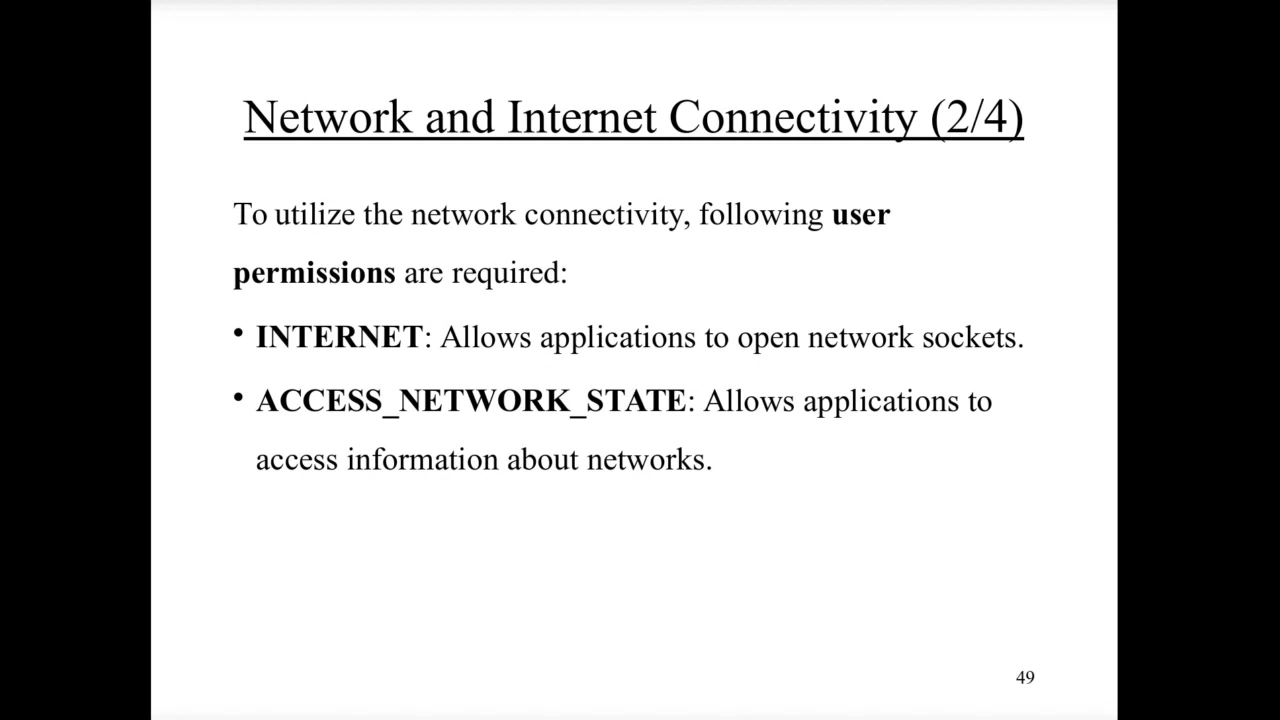 Network and Internet Connectivity (2/4)
To utilize the network connectivity, following user
permissions are required:
• INTERNET: Allows applications to open network sockets.
• ACCESS_NETWORK_STATE: Allows applications to
access information about networks.
49